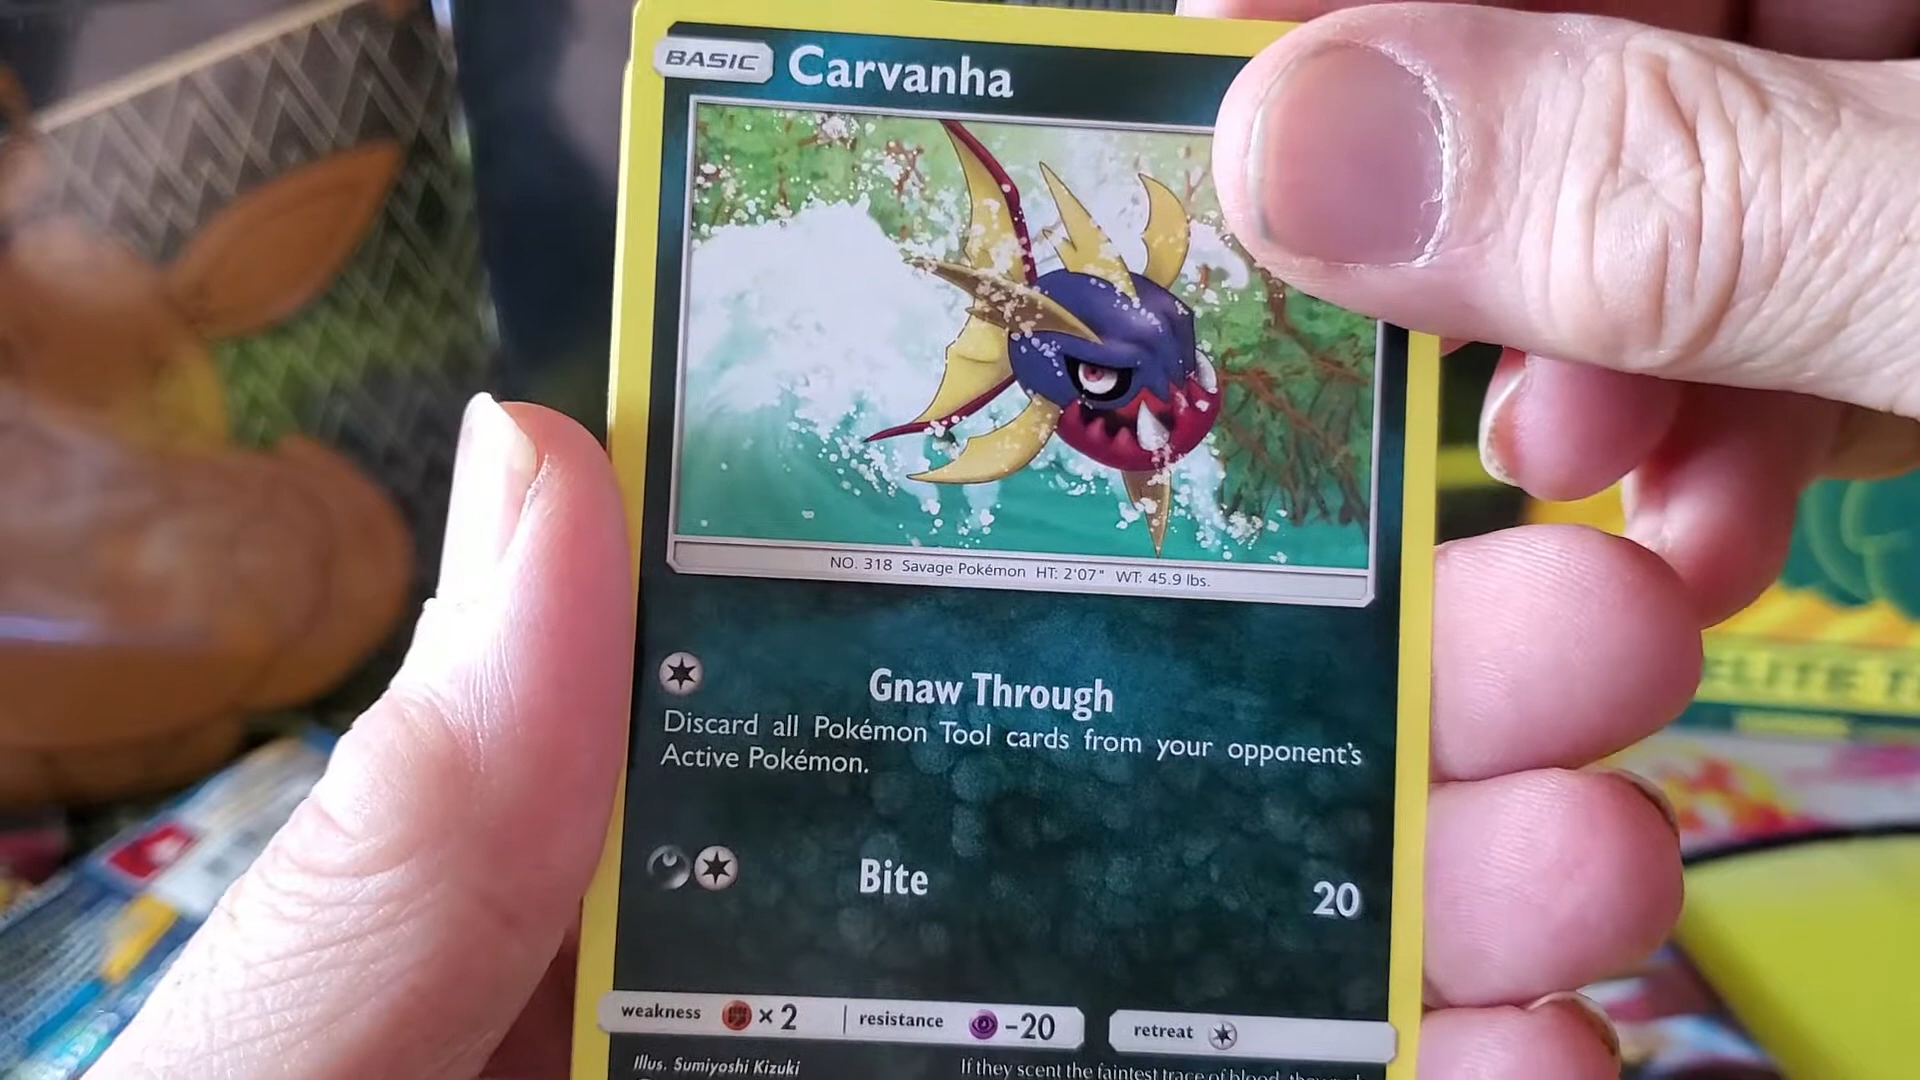 BASIC Carvanha
NO. 318 Savage Pokémon HT: 2'07" WT: 45.9 lbs.
Gnaw Through
Discard all Pokémon Tool cards from your opponent's
Active Pokémon.
Bite 20
weakness ×2 resistance -20 retreat
Illus. Sumiyoshi Kizuki
If they scent the faintest trace of blood,
ELITE